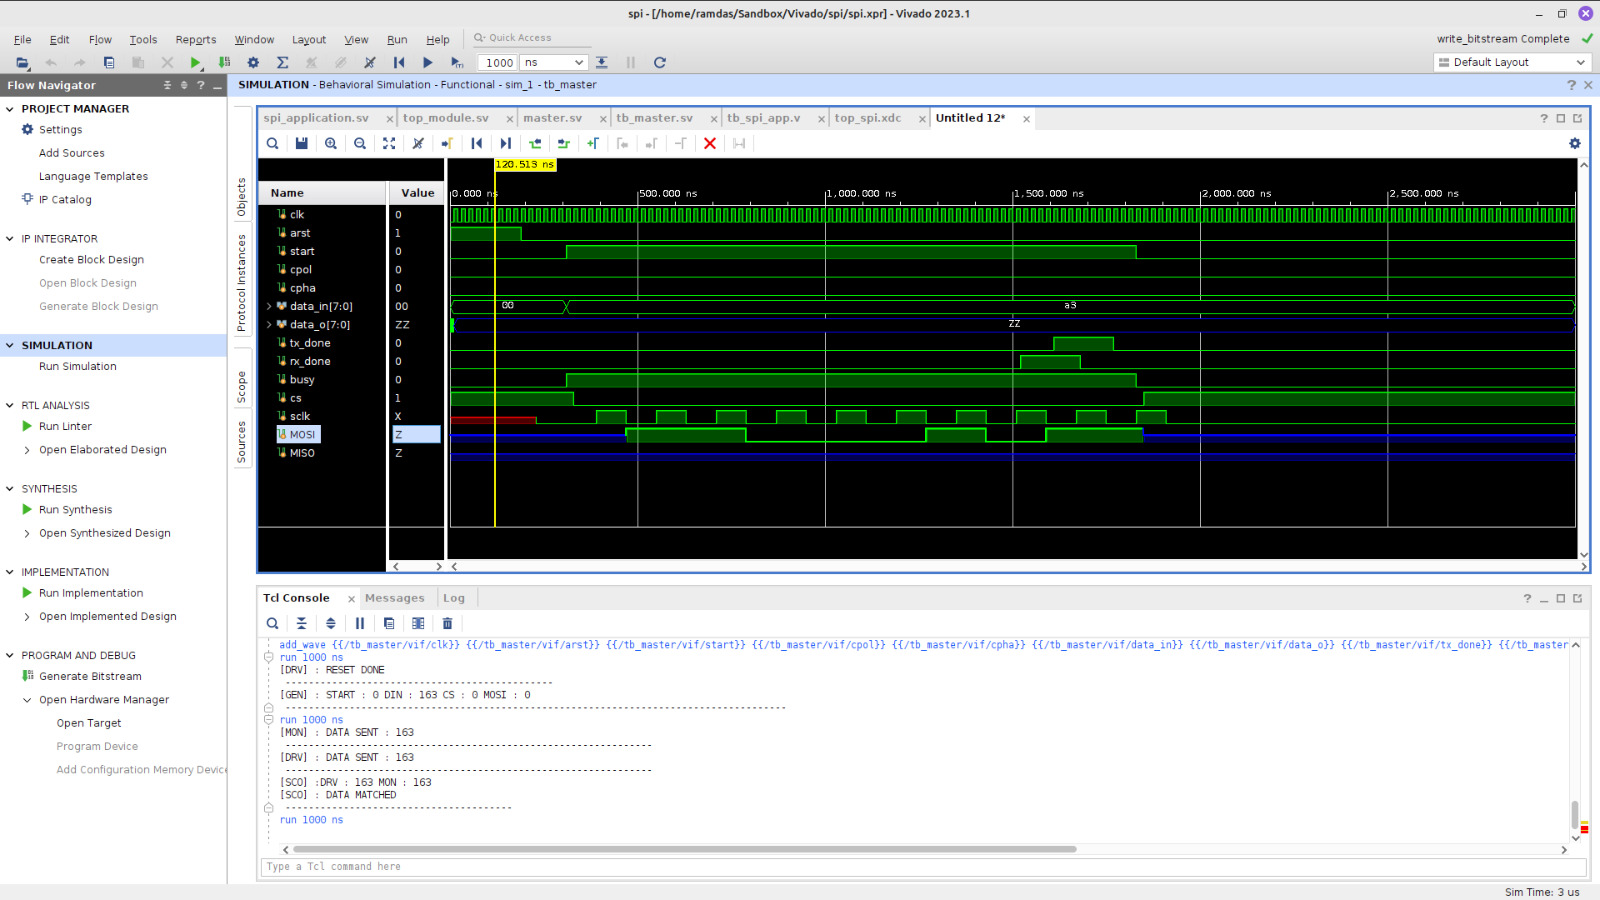 spi - [/home/ramdas/Sandbox/Vivado/spi/spi.xpr] - Vivado 2023.1
File Edit Flow Tools Reports Window Layout View Run Help Quick Access
write_bitstream Complete
1000 ns
Default Layout
Flow Navigator
PROJECT MANAGER
Settings
Add Sources
Language Templates
IP Catalog
IP INTEGRATOR
Create Block Design
Open Block Design
Generate Block Design
SIMULATION
Run Simulation
RTL ANALYSIS
Run Linter
Open Elaborated Design
SYNTHESIS
Run Synthesis
Open Synthesized Design
IMPLEMENTATION
Run Implementation
Open Implemented Design
PROGRAM AND DEBUG
Generate Bitstream
Open Hardware Manager
Open Target
Program Device
Add Configuration Memory Device
SIMULATION - Behavioral Simulation - Functional - sim_1 - tb_master
Objects
Protocol Instances
Scope
Sources
spi_application.sv top_module.sv master.sv tb_master.sv tb_spi_app.v top_spi.xdc Untitled 12*
120.513 ns
Name Value
0.000 ns 500.000 ns 1,000.000 ns 1,500.000 ns 2,000.000 ns 2,500.000 ns
clk 0
arst 1
start 0
cpol 0
cpha 0
data_in[7:0] 00 00 a3
data_o[7:0] ZZ ZZ
tx_done 0
rx_done 0
busy 0
cs 1
sclk X
MOSI Z
MISO Z
Tcl Console Messages Log
add_wave {{/tb_master/vif/clk}} {{/tb_master/vif/arst}} {{/tb_master/vif/start}} {{/tb_master/vif/cpol}} {{/tb_master/vif/cpha}} {{/tb_master/vif/data_in}} {{/tb_master/vif/data_o}} {{/tb_master/vif/tx_done}} {{/tb_master
run 1000 ns
[DRV] : RESET DONE
--------------------------------------------
[GEN] : START : 0 DIN : 163 CS : 0 MOSI : 0
------------------------------------------------------------------------------------
run 1000 ns
[MON] : DATA SENT : 163
-------------------------------------------------------------
[DRV] : DATA SENT : 163
-------------------------------------------------------------
[SCO] :DRV : 163 MON : 163
[SCO] : DATA MATCHED
-------------------------------------
run 1000 ns
Type a Tcl command here
Sim Time: 3 us